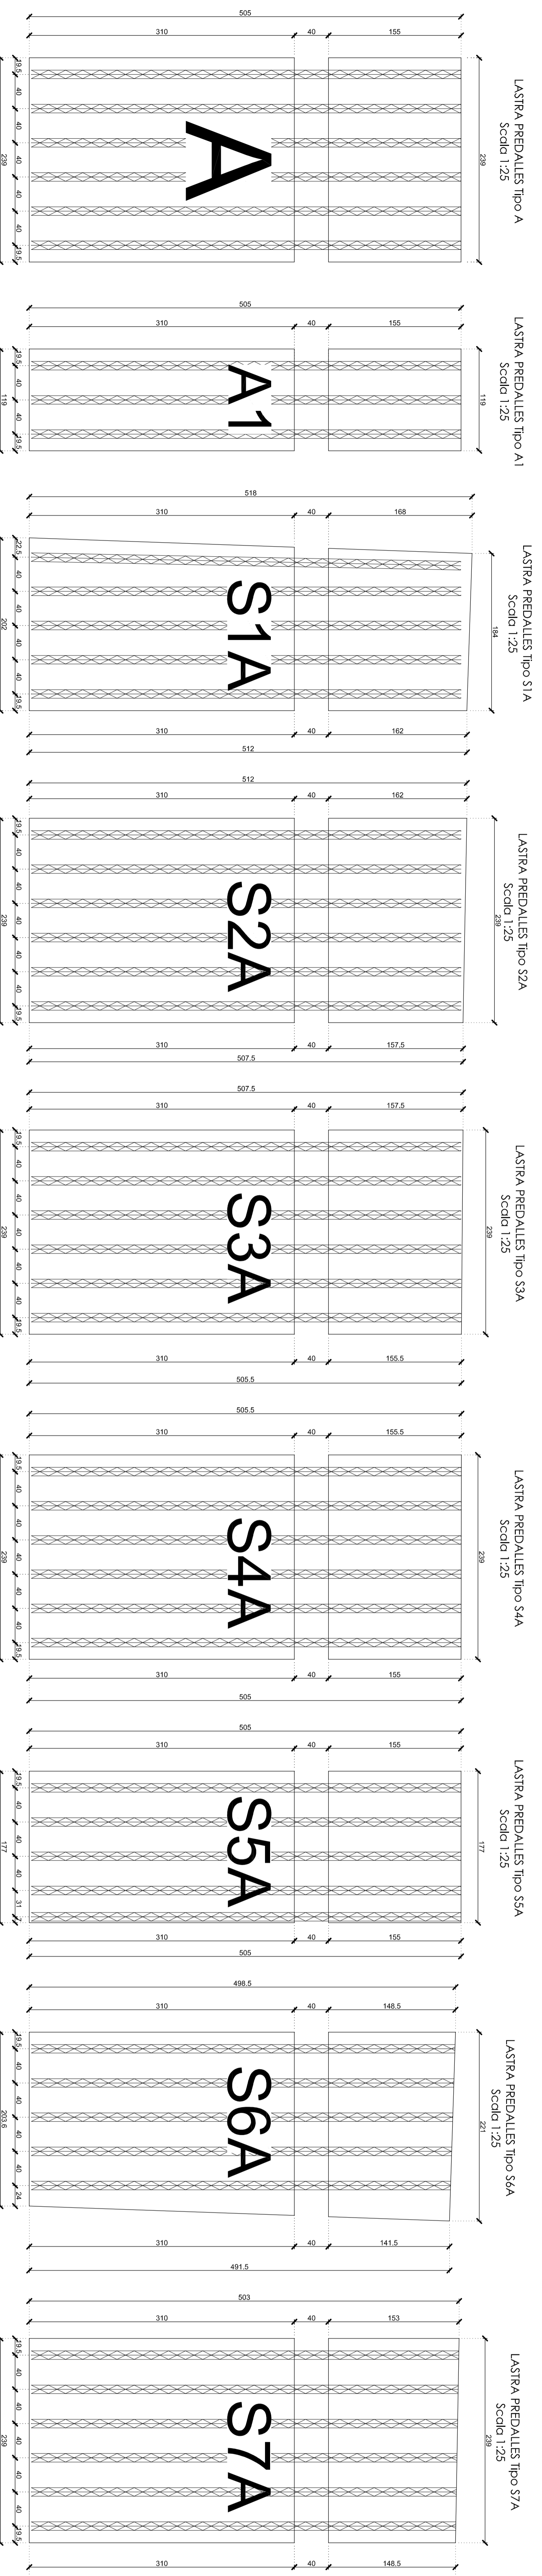 LASTRA PREDALLES Tipo A
Scala 1:25
505
310 40 155
239
A
19.5 40 40 40 40 40 19.5
239
LASTRA PREDALLES Tipo A1
Scala 1:25
505
310 40 155
119
A1
19.5 40 40 19.5
119
LASTRA PREDALLES Tipo S1A
Scala 1:25
518
310 40 168
184
S1A
22.5 40 40 40 40 19.5
202
310 40 162
512
LASTRA PREDALLES Tipo S2A
Scala 1:25
512
310 40 162
239
S2A
19.5 40 40 40 40 40 19.5
239
310 40 157.5
507.5
LASTRA PREDALLES Tipo S3A
Scala 1:25
507.5
310 40 157.5
239
S3A
19.5 40 40 40 40 40 19.5
239
310 40 155.5
505.5
LASTRA PREDALLES Tipo S4A
Scala 1:25
505.5
310 40 155.5
239
S4A
19.5 40 40 40 40 40 19.5
239
310 40 155
505
LASTRA PREDALLES Tipo S5A
Scala 1:25
505
310 40 155
177
S5A
19.5 40 40 40 31 7
177
310 40 155
505
LASTRA PREDALLES Tipo S6A
Scala 1:25
498.5
310 40 148.5
221
S6A
19.5 40 40 40 40 24
203.6
310 40 141.5
491.5
LASTRA PREDALLES Tipo S7A
Scala 1:25
503
310 40 153
239
S7A
19.5 40 40 40 40 40 19.5
239
310 40 148.5